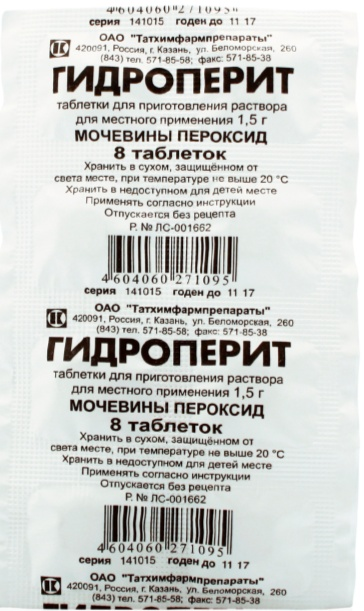 4604060 271095
серия 141015 годен до 11 17
ОАО "Татхимфармпрепараты"
420091, Россия, г. Казань, ул. Беломорская, 260
(843) тел. 571-85-58; факс: 571-85-38
ГИДРОПЕРИТ
таблетки для приготовления раствора
для местного применения 1,5 г
МОЧЕВИНЫ ПЕРОКСИД
8 таблеток
Хранить в сухом, защищённом от
света месте, при температуре не выше 20 °С
Хранить в недоступном для детей месте
Применять согласно инструкции
Отпускается без рецепта
Р. № ЛС-001662
4604060 271095
серия 141015 годен до 11 17
ОАО "Татхимфармпрепараты"
420091, Россия, г. Казань, ул. Беломорская, 260
(843) тел. 571-85-58; факс: 571-85-38
ГИДРОПЕРИТ
таблетки для приготовления раствора
для местного применения 1,5 г
МОЧЕВИНЫ ПЕРОКСИД
8 таблеток
Хранить в сухом, защищённом от
света месте, при температуре не выше 20 °С
Хранить в недоступном для детей месте
Применять согласно инструкции
Отпускается без рецепта
Р. № ЛС-001662
4604060 271095
серия 141015 годен до 11 17
ОАО "Татхимфармпрепараты"
420091, Россия, г. Казань, ул. Беломорская, 260
(843) тел. 571-85-58; факс: 571-85-38